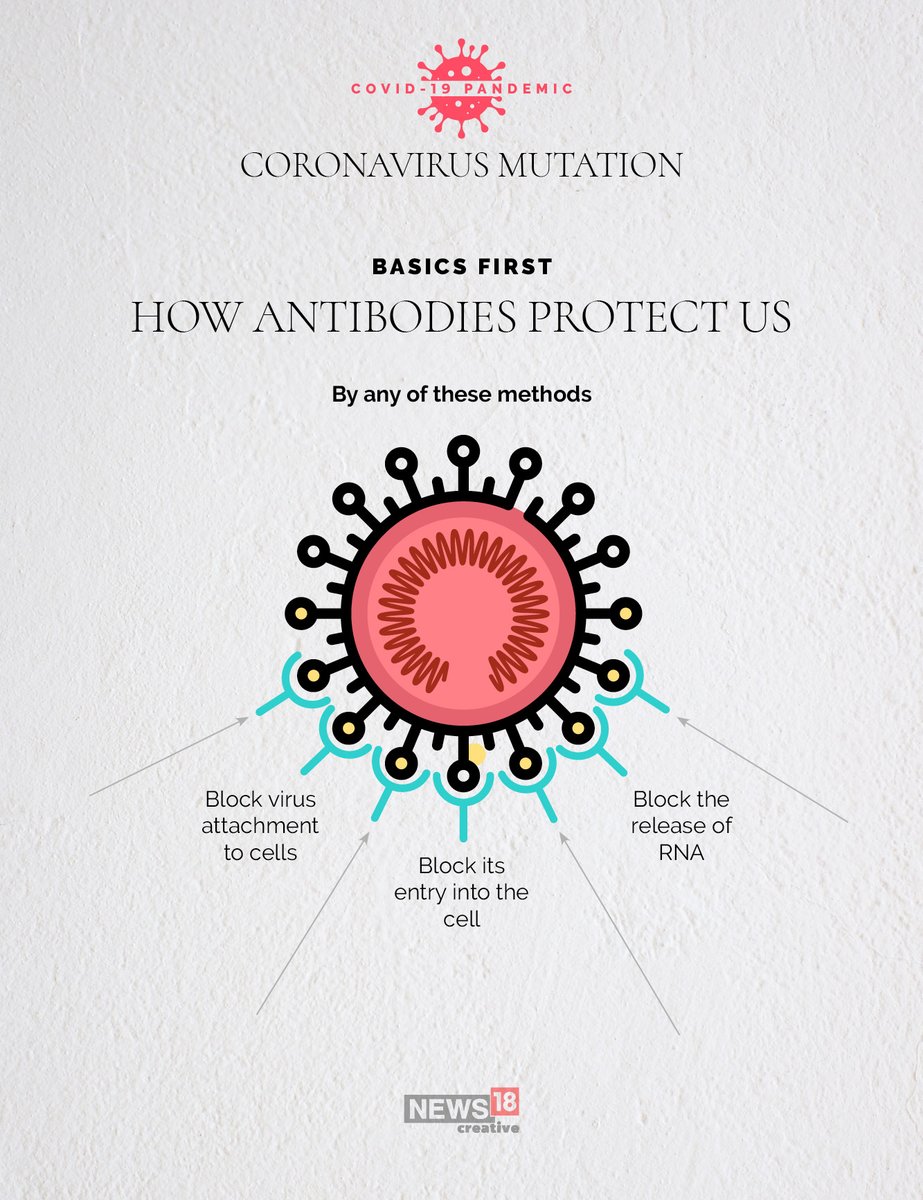 COVID-19 PANDEMIC
CORONAVIRUS MUTATION
BASICS FIRST
HOW ANTIBODIES PROTECT US
By any of these methods
Block virus
attachment
to cells
Block its
entry into the
cell
Block the
release of
RNA
NEWS18
creative